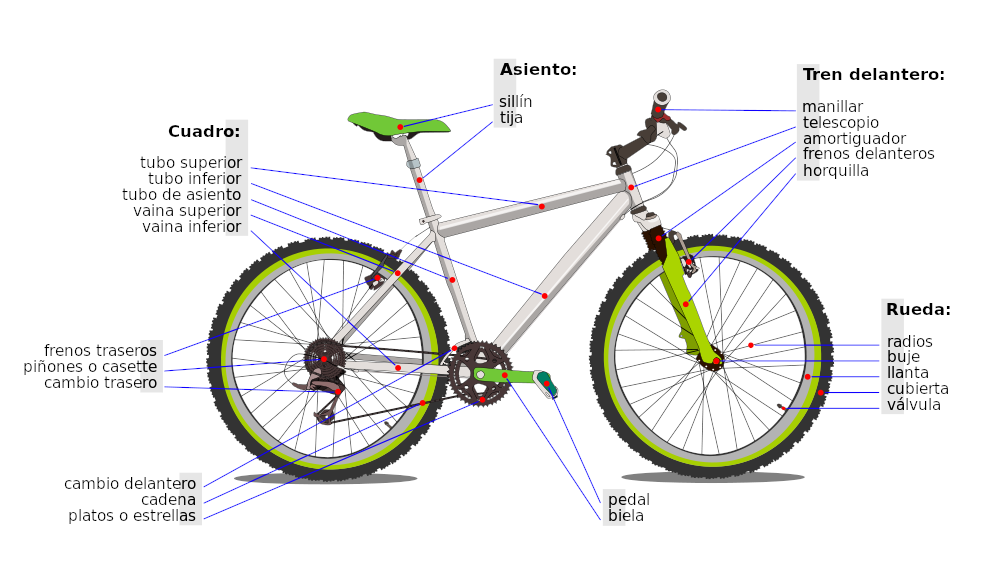 Asiento:
sillín
tija
Tren delantero:
manillar
telescopio
amortiguador
frenos delanteros
horquilla
Cuadro:
tubo superior
tubo inferior
tubo de asiento
vaina superior
vaina inferior
Rueda:
radios
buje
llanta
cubierta
válvula
frenos traseros
piñones o casette
cambio trasero
cambio delantero
cadena
platos o estrellas
pedal
biela